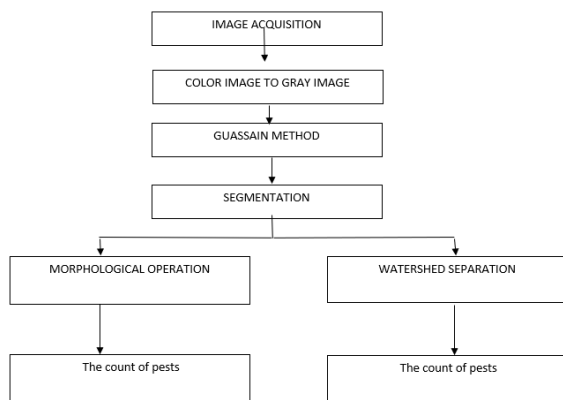 IMAGE ACQUISITION
COLOR IMAGE TO GRAY IMAGE
GUASSAIN METHOD
SEGMENTATION
MORPHOLOGICAL OPERATION
WATERSHED SEPARATION
The count of pests
The count of pests